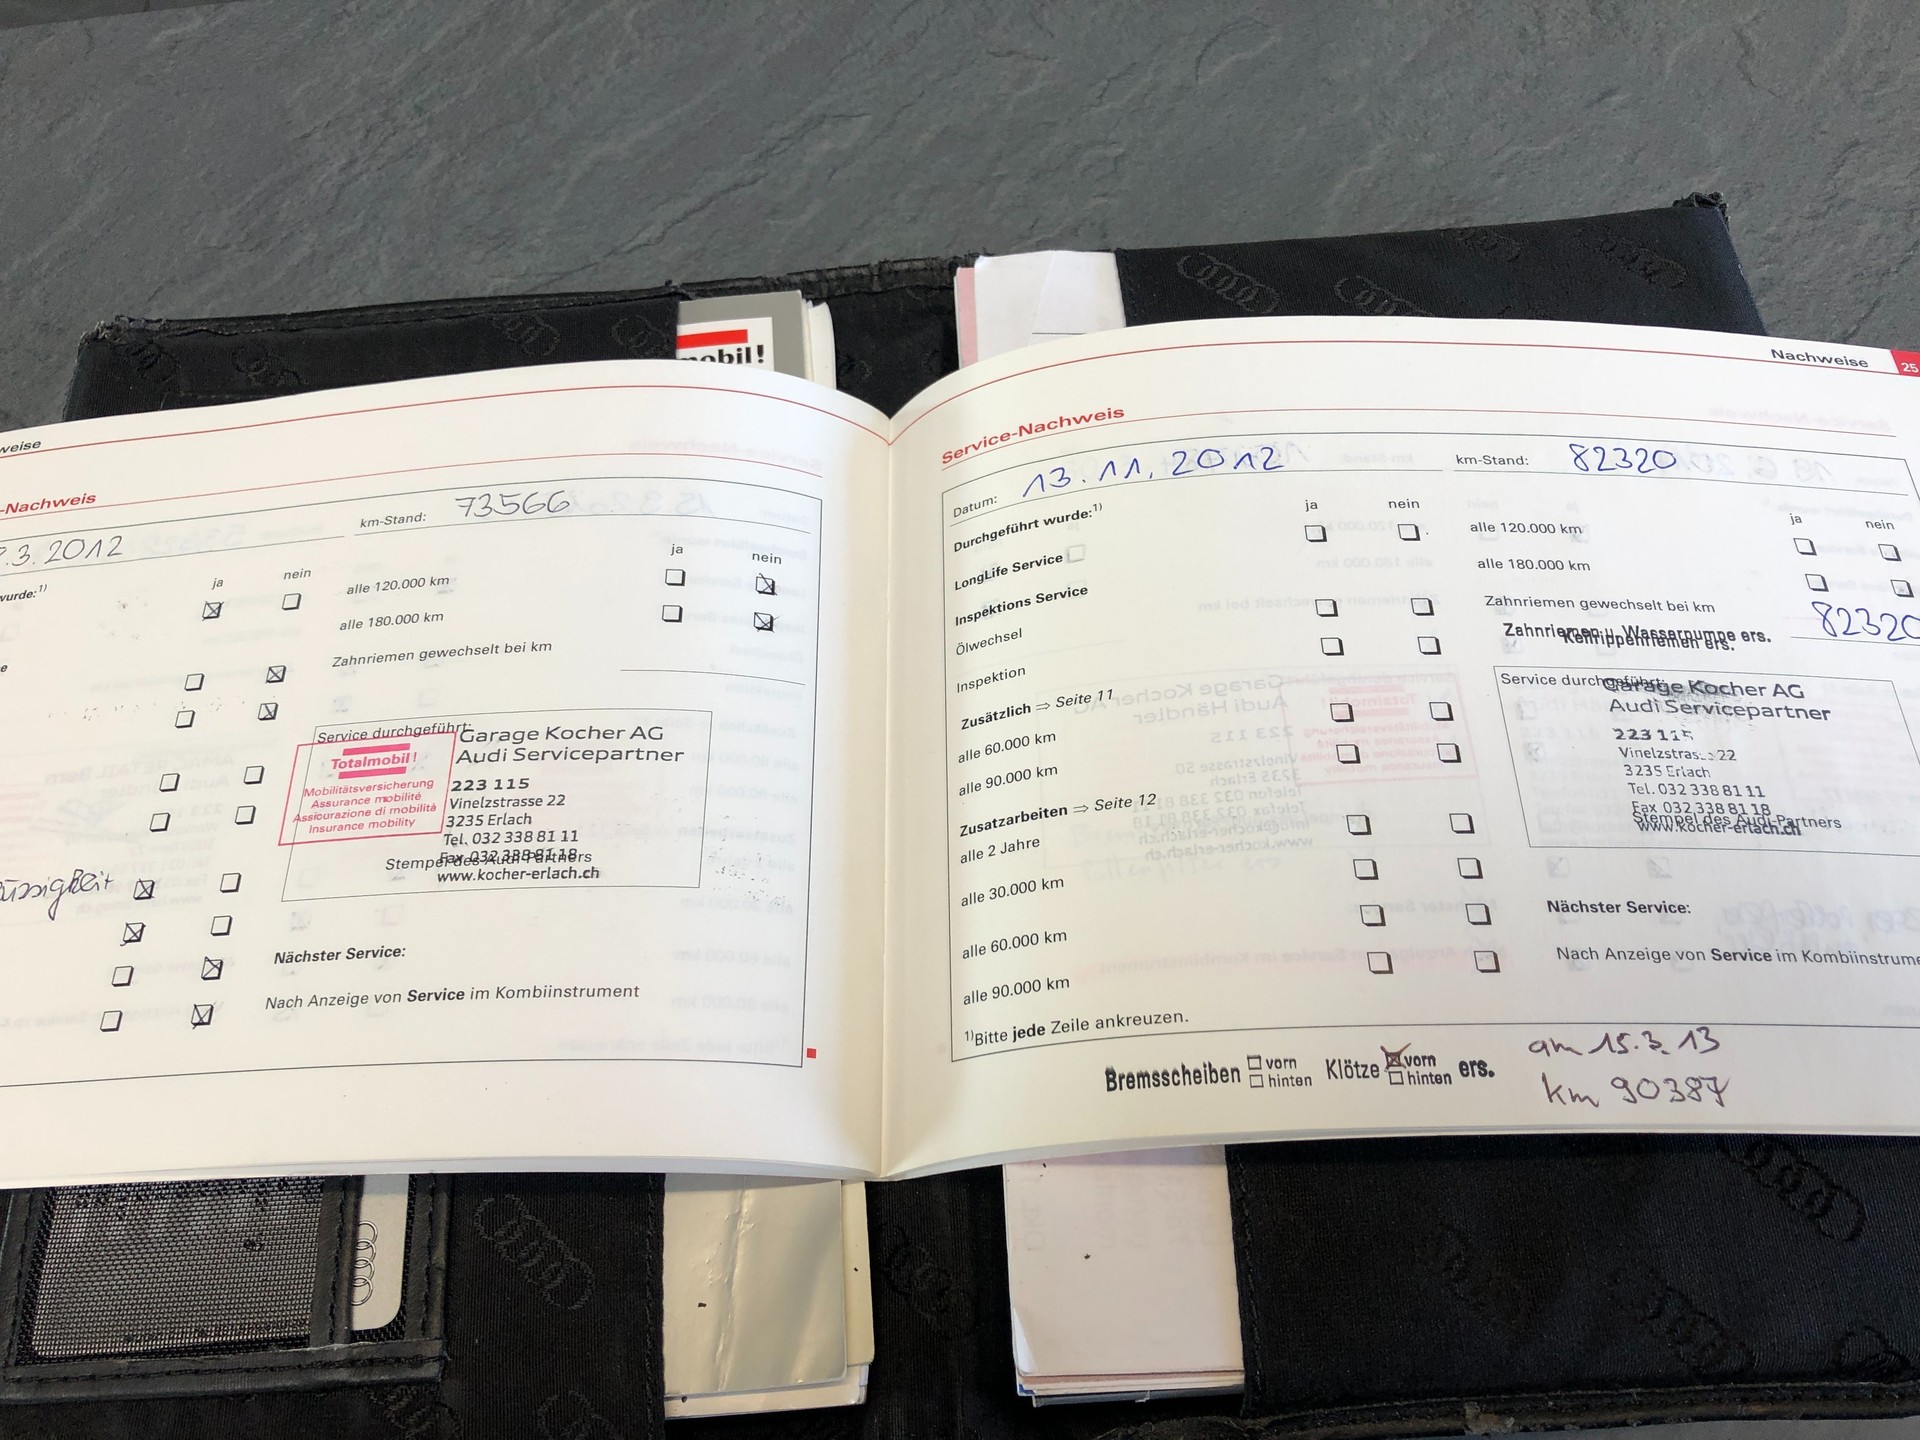 mobil!
weise
-Nachweis
.3.2012
km-Stand: 73566
wurde:¹⁾
ja nein
alle 120.000 km
alle 180.000 km
ja nein
Zahnriemen gewechselt bei km
Service durchgeführt:
Totalmobil!
Mobilitätsversicherung
Assurance mobilité
Assicurazione di mobilità
Insurance mobility
Garage Kocher AG
Audi Servicepartner
223 115
Vinelzstrasse 22
3235 Erlach
Tel. 032 338 81 11
Fax 032 338 81 18
Stempel des Audi-Partners
www.kocher-erlach.ch
üssigkeit
Nächster Service:
Nach Anzeige von Service im Kombiinstrument
Nachweise 25
Service-Nachweis
Datum: 13.11.2012
km-Stand: 82320
Durchgeführt wurde:¹⁾
ja nein
LongLife Service
Inspektions Service
Ölwechsel
Inspektion
Zusätzlich ⇒ Seite 11
alle 60.000 km
alle 90.000 km
Zusatzarbeiten ⇒ Seite 12
alle 2 Jahre
alle 30.000 km
alle 60.000 km
alle 90.000 km
¹⁾Bitte jede Zeile ankreuzen.
ja nein
alle 120.000 km
alle 180.000 km
Zahnriemen gewechselt bei km
82320
Zahnriemen u. Wasserpumpe ers.
Keilrippenriemen ers.
Service durchgeführt:
Garage Kocher AG
Audi Servicepartner
223 115
Vinelzstrasse 22
3235 Erlach
Tel. 032 338 81 11
Fax 032 338 81 18
Stempel des Audi-Partners
www.kocher-erlach.ch
Nächster Service:
Nach Anzeige von Service im Kombiinstrume
Bremsscheiben vorn hinten Klötze vorn hinten ers.
am 15.3.13
km 90387